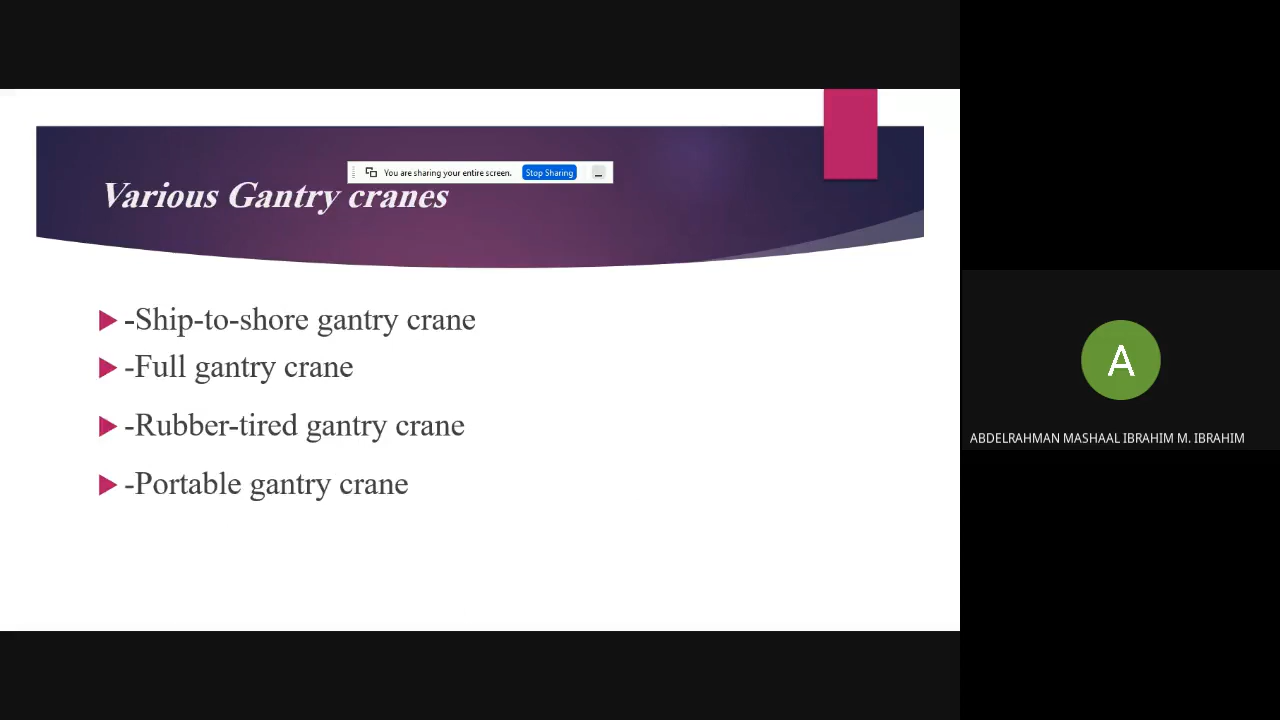 You are sharing your entire screen.
Stop Sharing
Various Gantry cranes
-Ship-to-shore gantry crane
-Full gantry crane
-Rubber-tired gantry crane
-Portable gantry crane
A
ABDELRAHMAN MASHAAL IBRAHIM M. IBRAHIM